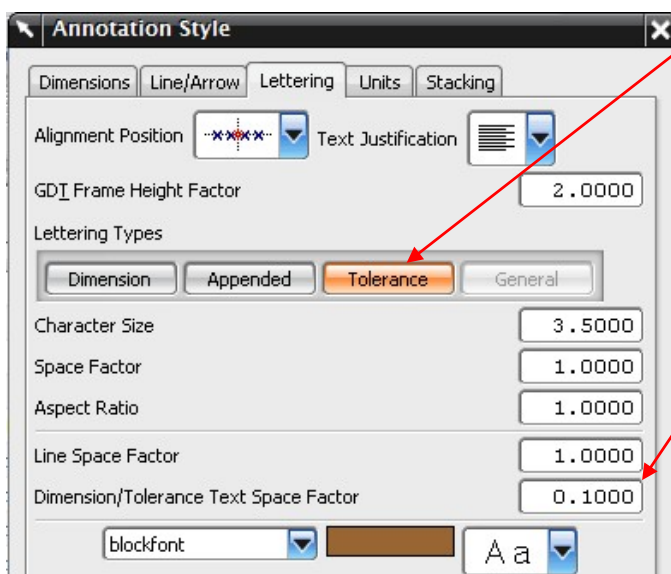 Annotation Style
Dimensions Line/Arrow Lettering Units Stacking
Alignment Position Text Justification
GDT Frame Height Factor 2.0000
Lettering Types
Dimension Appended Tolerance General
Character Size 3.5000
Space Factor 1.0000
Aspect Ratio 1.0000
Line Space Factor 1.0000
Dimension/Tolerance Text Space Factor 0.1000
blockfont Aa